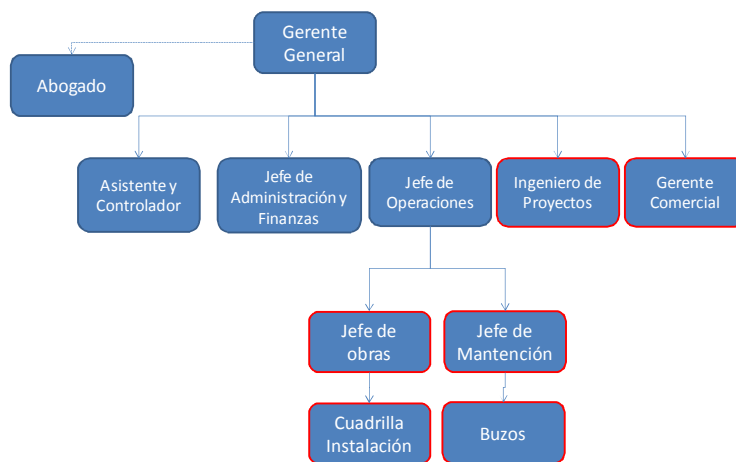 Gerente
General
Abogado
Asistente y
Controlador
Jefe de
Administración y
Finanzas
Jefe de
Operaciones
Ingeniero de
Proyectos
Gerente
Comercial
Jefe de
obras
Jefe de
Mantención
Cuadrilla
Instalación
Buzos